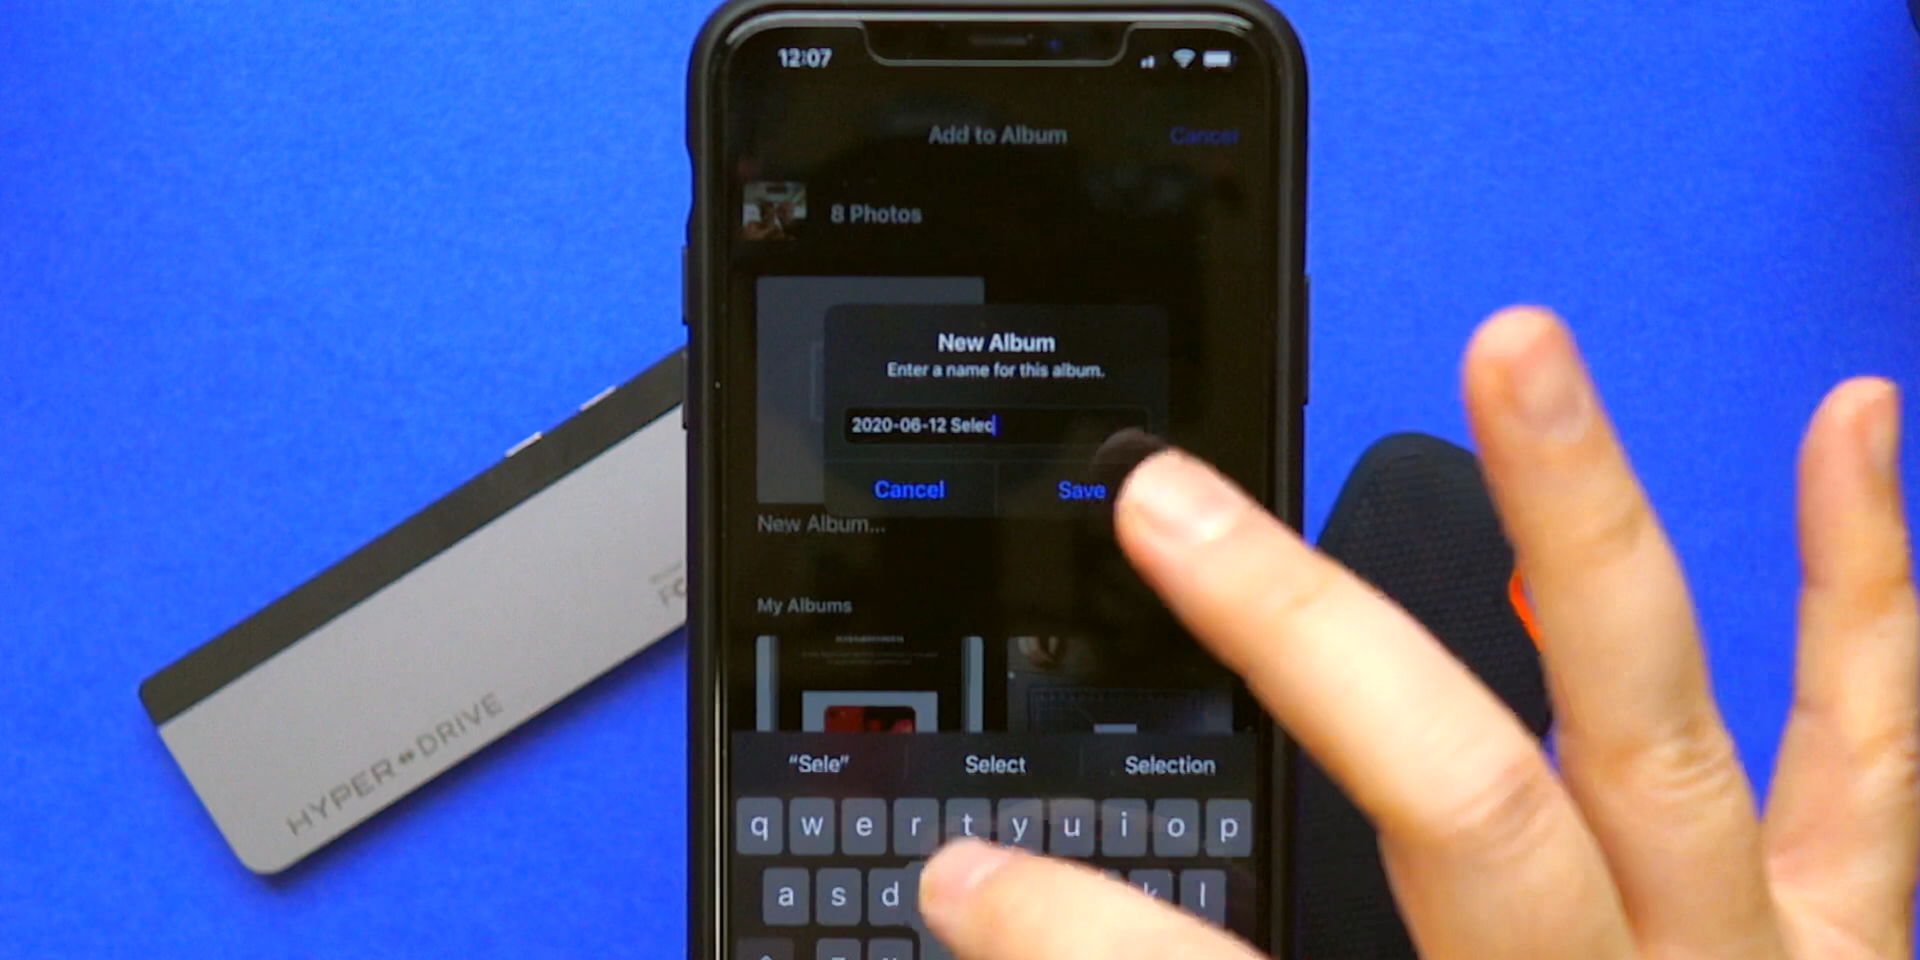 12:07
Add to Album
Cancel
8 Photos
New Album
Enter a name for this album.
2020-06-12 Selec
Cancel
Save
New Album...
My Albums
“Sele”
Select
Selection
q w e r t y u i o p
a s d k l
HYPER DRIVE